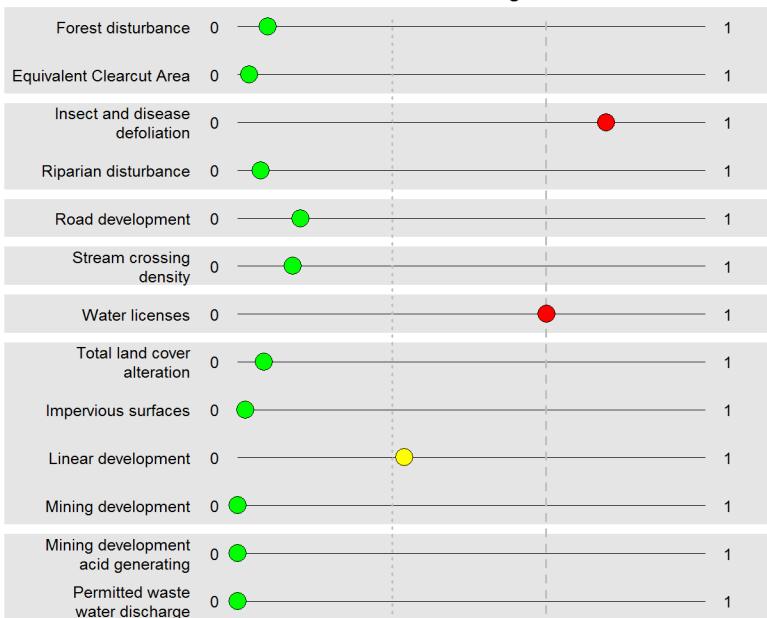 Forest disturbance 0 1
Equivalent Clearcut Area 0 1
Insect and disease
defoliation 0 1
Riparian disturbance 0 1
Road development 0 1
Stream crossing
density 0 1
Water licenses 0 1
Total land cover
alteration 0 1
Impervious surfaces 0 1
Linear development 0 1
Mining development 0 1
Mining development
acid generating 0 1
Permitted waste
water discharge 0 1